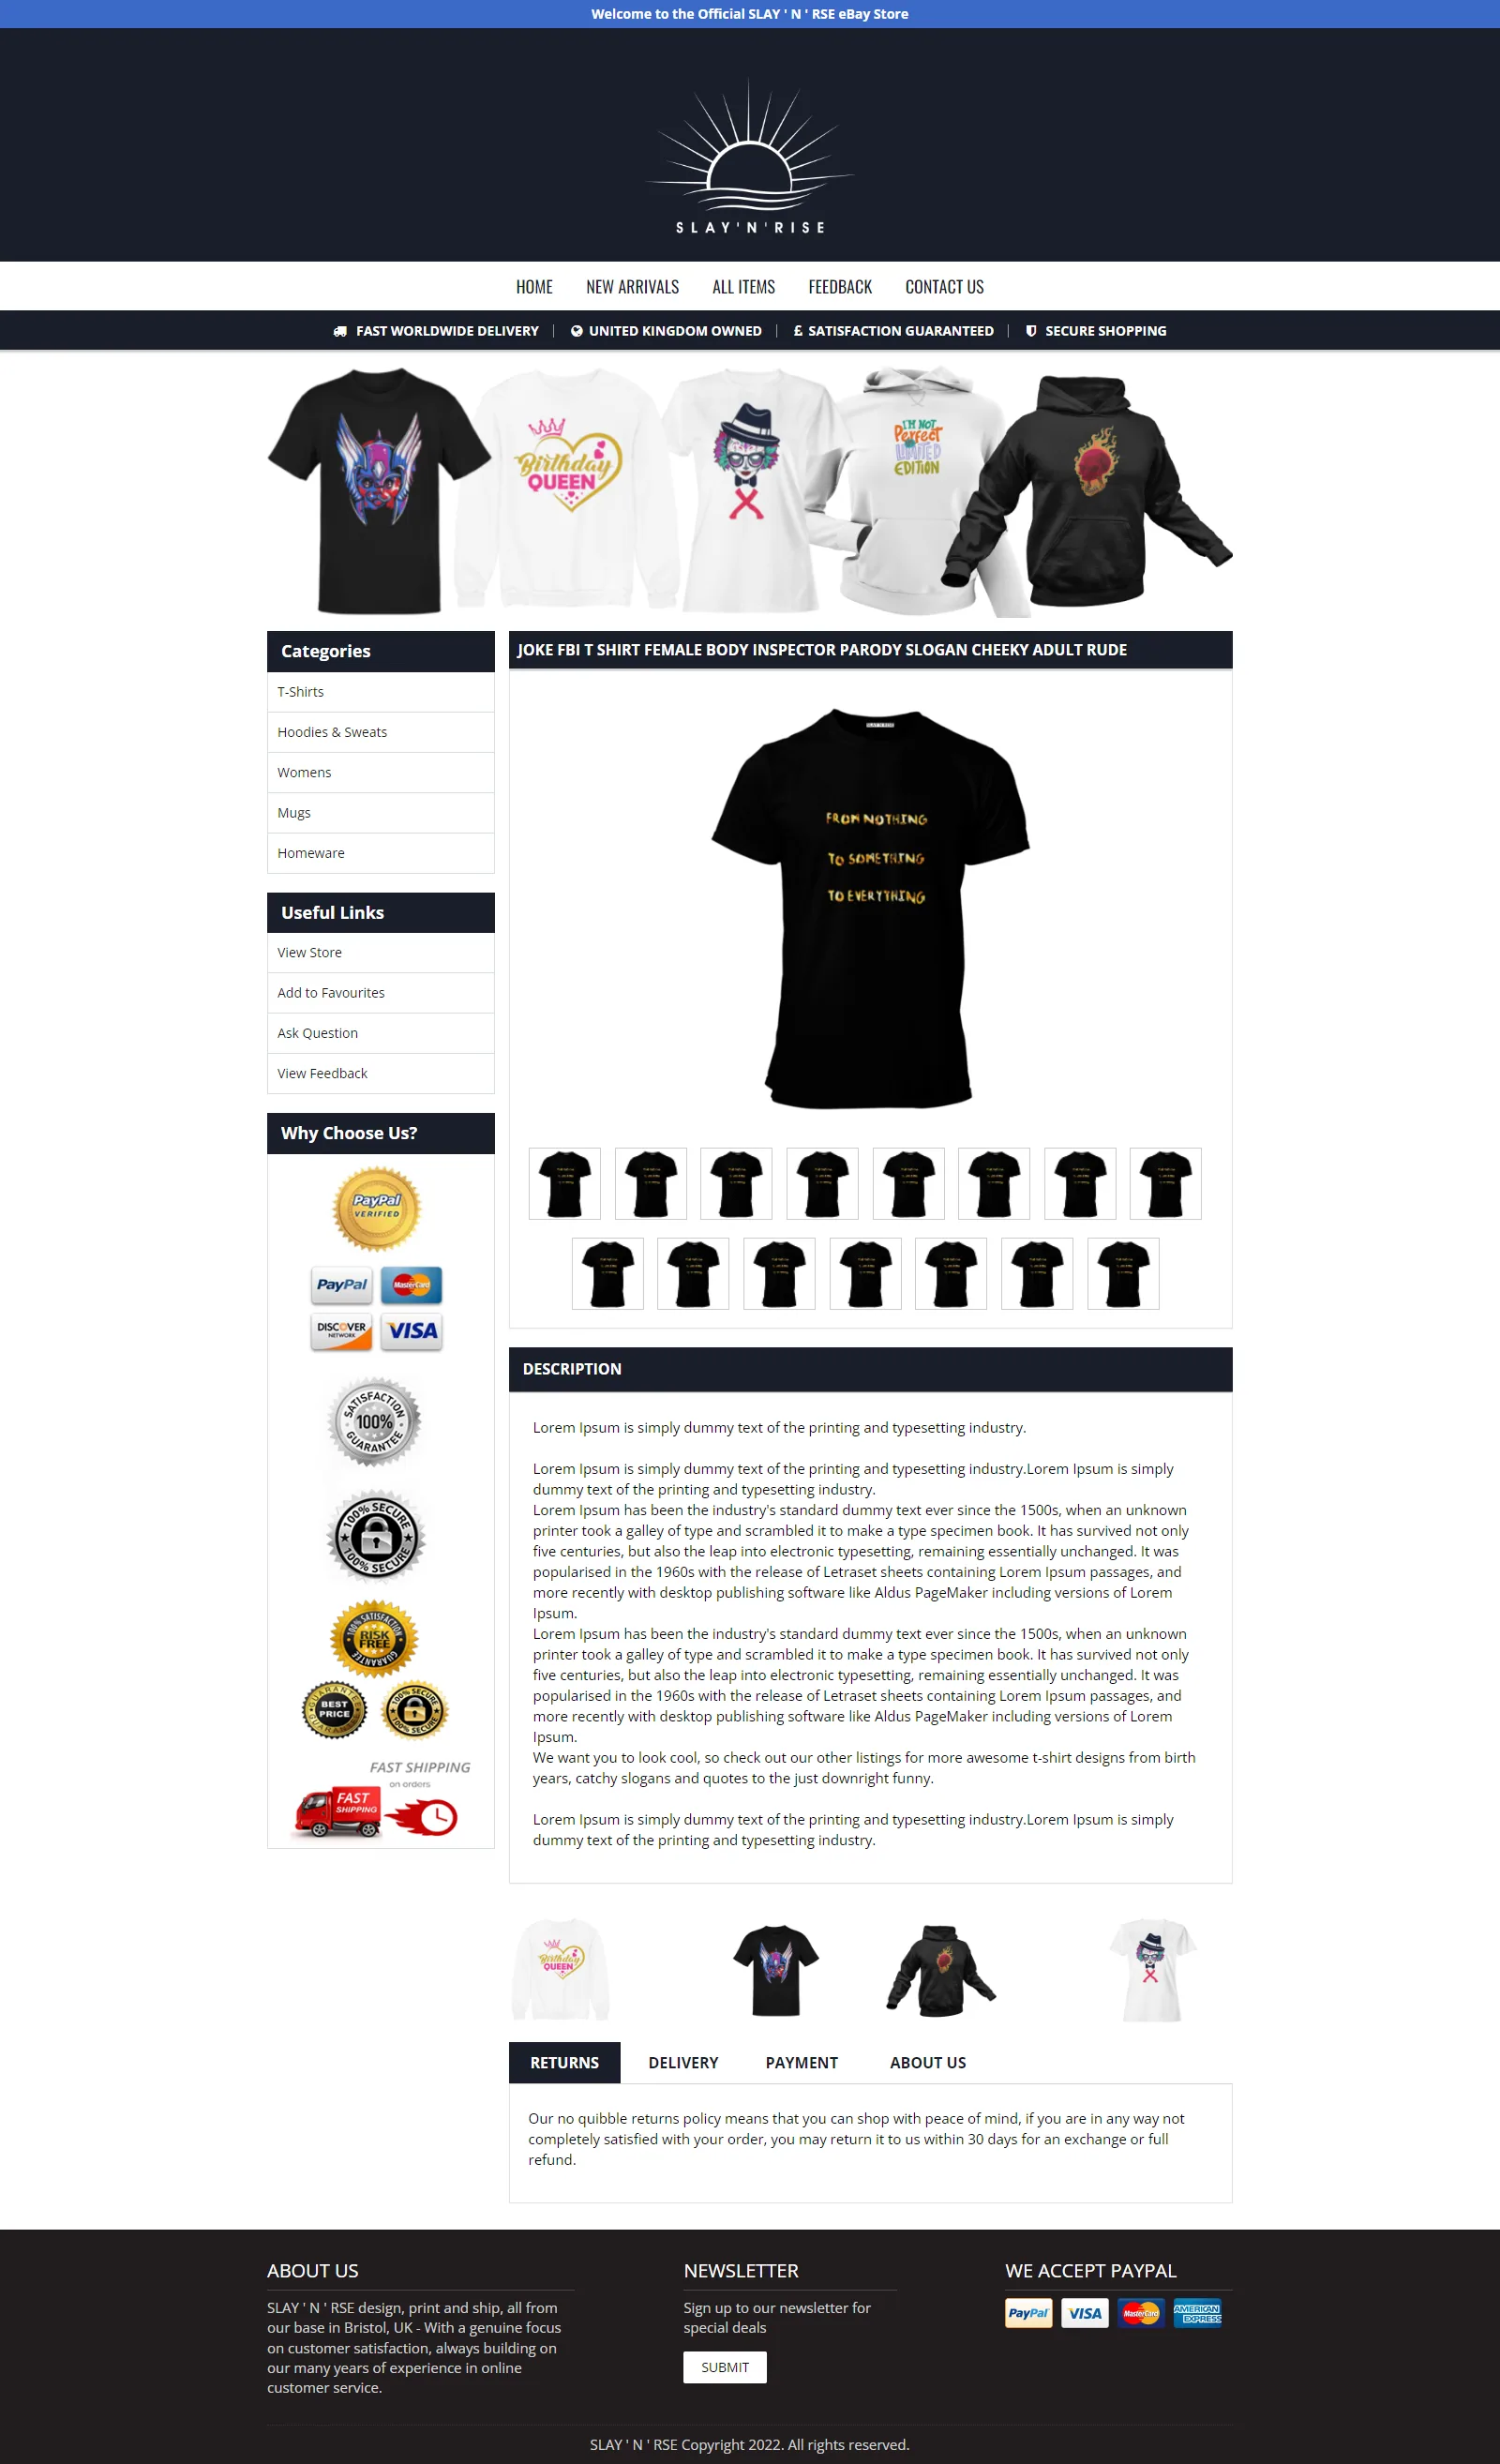 Welcome to the Official SLAY ' N ' RSE eBay Store
SLAY'N'RISE
HOME NEW ARRIVALS ALL ITEMS FEEDBACK CONTACT US
FAST WORLDWIDE DELIVERY UNITED KINGDOM OWNED £ SATISFACTION GUARANTEED SECURE SHOPPING
Birthday
QUEEN
I'M NOT
Perfect
LIMITED
EDITION
Categories
T-Shirts
Hoodies & Sweats
Womens
Mugs
Homeware
Useful Links
View Store
Add to Favourites
Ask Question
View Feedback
Why Choose Us?
PayPal
VERIFIED
PayPal MasterCard
DISCOVER
NETWORK
VISA
SATISFACTION
100%
GUARANTEE
100% SECURE
100% SECURE
100% SATISFACTION
RISK
FREE
GUARANTEE
GUARANTEE
BEST
PRICE
GUARANTEE
100% SECURE
100% SECURE
FAST SHIPPING
on orders
FAST
SHIPPING
JOKE FBI T SHIRT FEMALE BODY INSPECTOR PARODY SLOGAN CHEEKY ADULT RUDE
SLAY'N'RISE
FROM NOTHING
TO SOMETHING
TO EVERYTHING
DESCRIPTION
Lorem Ipsum is simply dummy text of the printing and typesetting industry.
Lorem Ipsum is simply dummy text of the printing and typesetting industry.Lorem Ipsum is simply
dummy text of the printing and typesetting industry.
Lorem Ipsum has been the industry's standard dummy text ever since the 1500s, when an unknown
printer took a galley of type and scrambled it to make a type specimen book. It has survived not only
five centuries, but also the leap into electronic typesetting, remaining essentially unchanged. It was
popularised in the 1960s with the release of Letraset sheets containing Lorem Ipsum passages, and
more recently with desktop publishing software like Aldus PageMaker including versions of Lorem
Ipsum.
Lorem Ipsum has been the industry's standard dummy text ever since the 1500s, when an unknown
printer took a galley of type and scrambled it to make a type specimen book. It has survived not only
five centuries, but also the leap into electronic typesetting, remaining essentially unchanged. It was
popularised in the 1960s with the release of Letraset sheets containing Lorem Ipsum passages, and
more recently with desktop publishing software like Aldus PageMaker including versions of Lorem
Ipsum.
We want you to look cool, so check out our other listings for more awesome t-shirt designs from birth
years, catchy slogans and quotes to the just downright funny.
Lorem Ipsum is simply dummy text of the printing and typesetting industry.Lorem Ipsum is simply
dummy text of the printing and typesetting industry.
Birthday
QUEEN
RETURNS DELIVERY PAYMENT ABOUT US
Our no quibble returns policy means that you can shop with peace of mind, if you are in any way not
completely satisfied with your order, you may return it to us within 30 days for an exchange or full
refund.
ABOUT US
SLAY ' N ' RSE design, print and ship, all from
our base in Bristol, UK - With a genuine focus
on customer satisfaction, always building on
our many years of experience in online
customer service.
NEWSLETTER
Sign up to our newsletter for
special deals
SUBMIT
WE ACCEPT PAYPAL
PayPal VISA MasterCard AMERICAN
EXPRESS
SLAY ' N ' RSE Copyright 2022. All rights reserved.